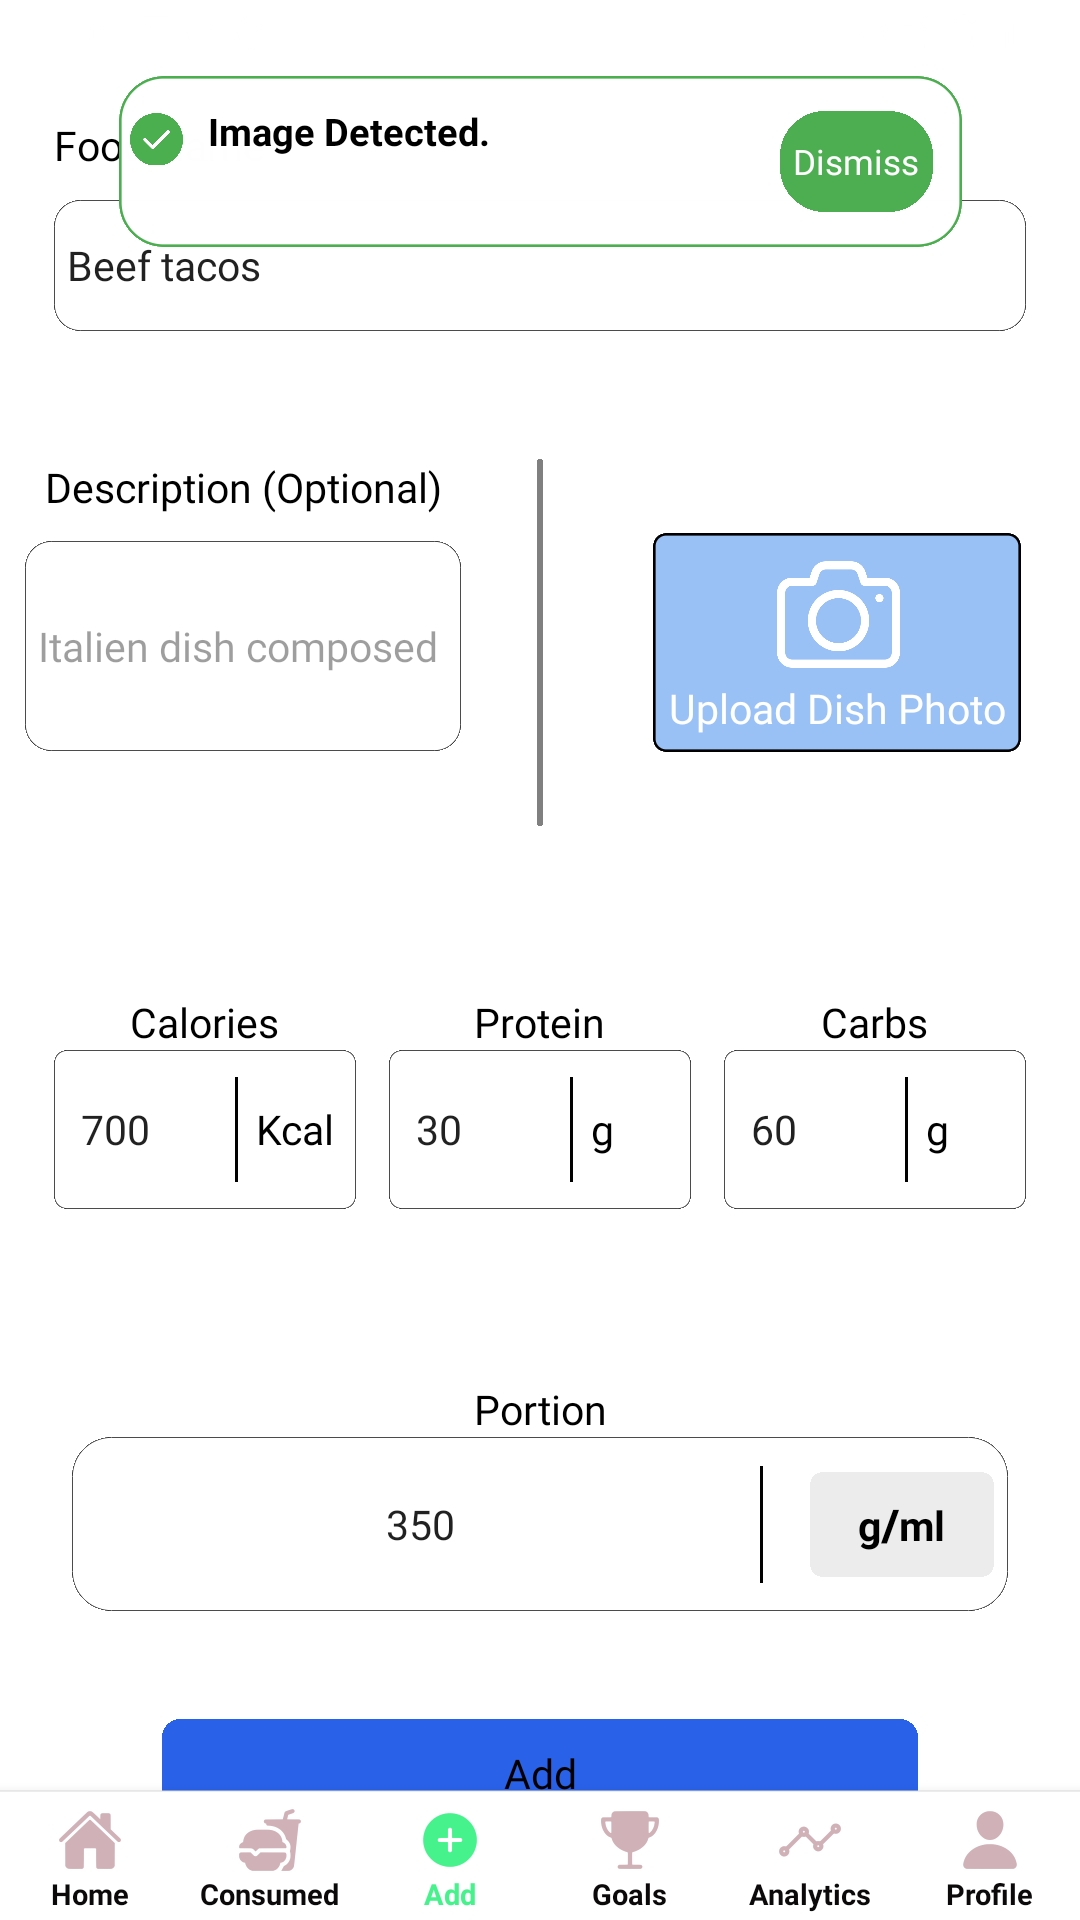 Image Detected.
Dismiss
Beef tacos
Description (Optional)
Italien dish composed
Upload Dish Photo
Calories
Protein
Carbs
700
Kcal
30
g
60
g
Portion
350
g/ml
Add
Home
Consumed
Add
Goals
Analytics
Profile